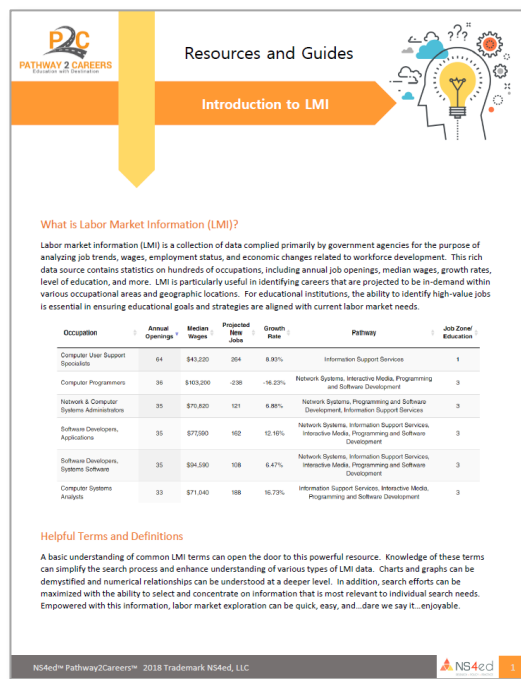 P2C
PATHWAY 2 CAREERS
Education with Destination
Resources and Guides
???
Introduction to LMI
What is Labor Market Information (LMI)?
Labor market information (LMI) is a collection of data complied primarily by government agencies for the purpose of
analyzing job trends, wages, employment status, and economic changes related to workforce development. This rich
data source contains statistics on hundreds of occupations, including annual job openings, median wages, growth rates,
level of education, and more. LMI is particularly useful in identifying careers that are projected to be in-demand within
various occupational areas and geographic locations. For educational institutions, the ability to identify high-value jobs
is essential in ensuring educational goals and strategies are aligned with current labor market needs.
Occupation Annual Openings Median Wages Projected New Jobs Growth Rate Pathway Job Zone/ Education
Computer User Support Specialists 64 $43,220 264 8.93% Information Support Services 1
Computer Programmers 36 $103,200 -239 -16.23% Network Systems, Interactive Media, Programming and Software Development 3
Network & Computer Systems Administrators 35 $70,820 121 6.88% Network Systems, Programming and Software Development, Information Support Services 3
Software Developers, Applications 35 $77,590 162 12.16% Network Systems, Information Support Services, Interactive Media, Programming and Software Development 3
Software Developers, Systems Software 35 $94,590 108 6.47% Network Systems, Information Support Services, Interactive Media, Programming and Software Development 3
Computer Systems Analysts 33 $71,040 188 16.73% Information Support Services, Interactive Media, Programming and Software Development 3
Helpful Terms and Definitions
A basic understanding of common LMI terms can open the door to this powerful resource. Knowledge of these terms
can simplify the search process and enhance understanding of various types of LMI data. Charts and graphs can be
demystified and numerical relationships can be understood at a deeper level. In addition, search efforts can be
maximized with the ability to select and concentrate on information that is most relevant to individual search needs.
Empowered with this information, labor market exploration can be quick, easy, and…dare we say it…enjoyable.
NS4ed™ Pathway2Careers™ 2018 Trademark NS4ed, LLC
NS4ed
1